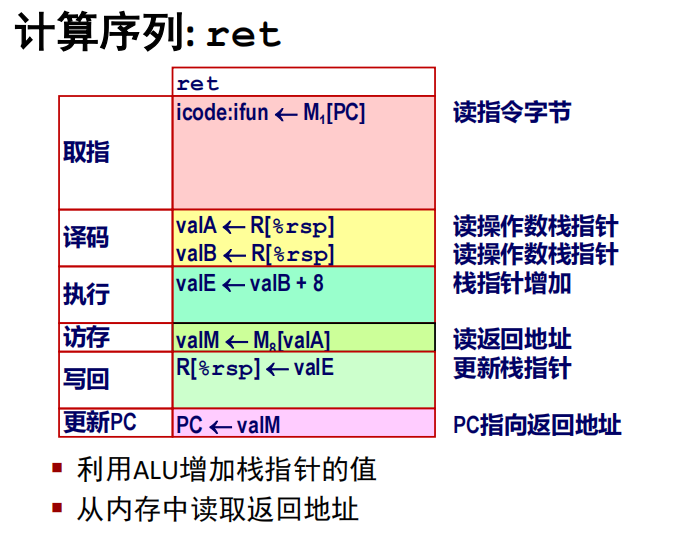 计算序列: ret
ret
取指 icode:ifun ← M1[PC] 读指令字节
译码 valA ← R[%rsp] 读操作数栈指针
valB ← R[%rsp] 读操作数栈指针
执行 valE ← valB + 8 栈指针增加
访存 valM ← M8[valA] 读返回地址
写回 R[%rsp] ← valE 更新栈指针
更新PC PC ← valM PC指向返回地址
▪ 利用ALU增加栈指针的值
▪ 从内存中读取返回地址